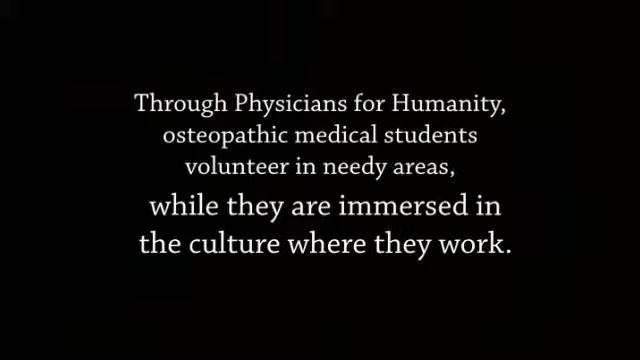 Through Physicians for Humanity,
osteopathic medical students
volunteer in needy areas,
while they are immersed in
the culture where they work.